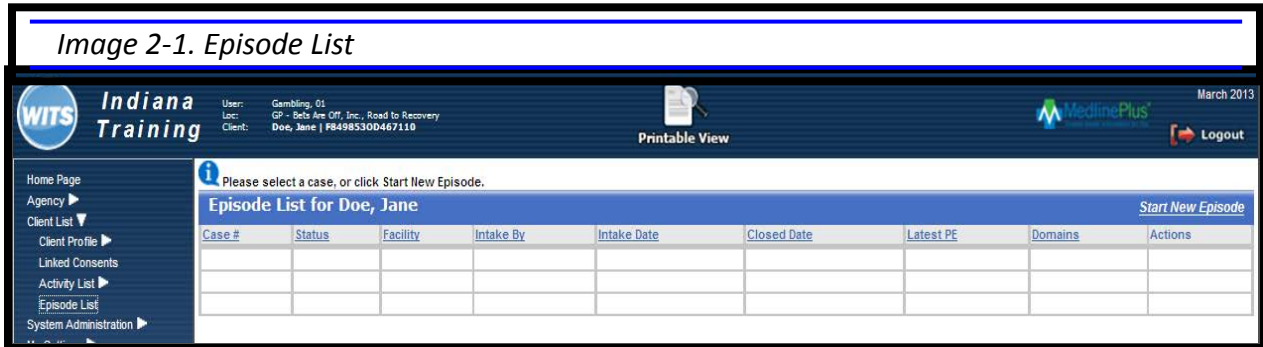 Image 2-1. Episode List
WITS
Indiana
Training
User: Gambling, 01
Loc: GP - Bets Are Off, Inc., Road to Recovery
Client: Doe, Jane | F84985300D467110
Printable View
MedlinePlus
March 2013
Logout
Home Page
Agency
Client List
Client Profile
Linked Consents
Activity List
Episode List
System Administration
Please select a case, or click Start New Episode.
Episode List for Doe, Jane Start New Episode
Case # Status Facility Intake By Intake Date Closed Date Latest PE Domains Actions